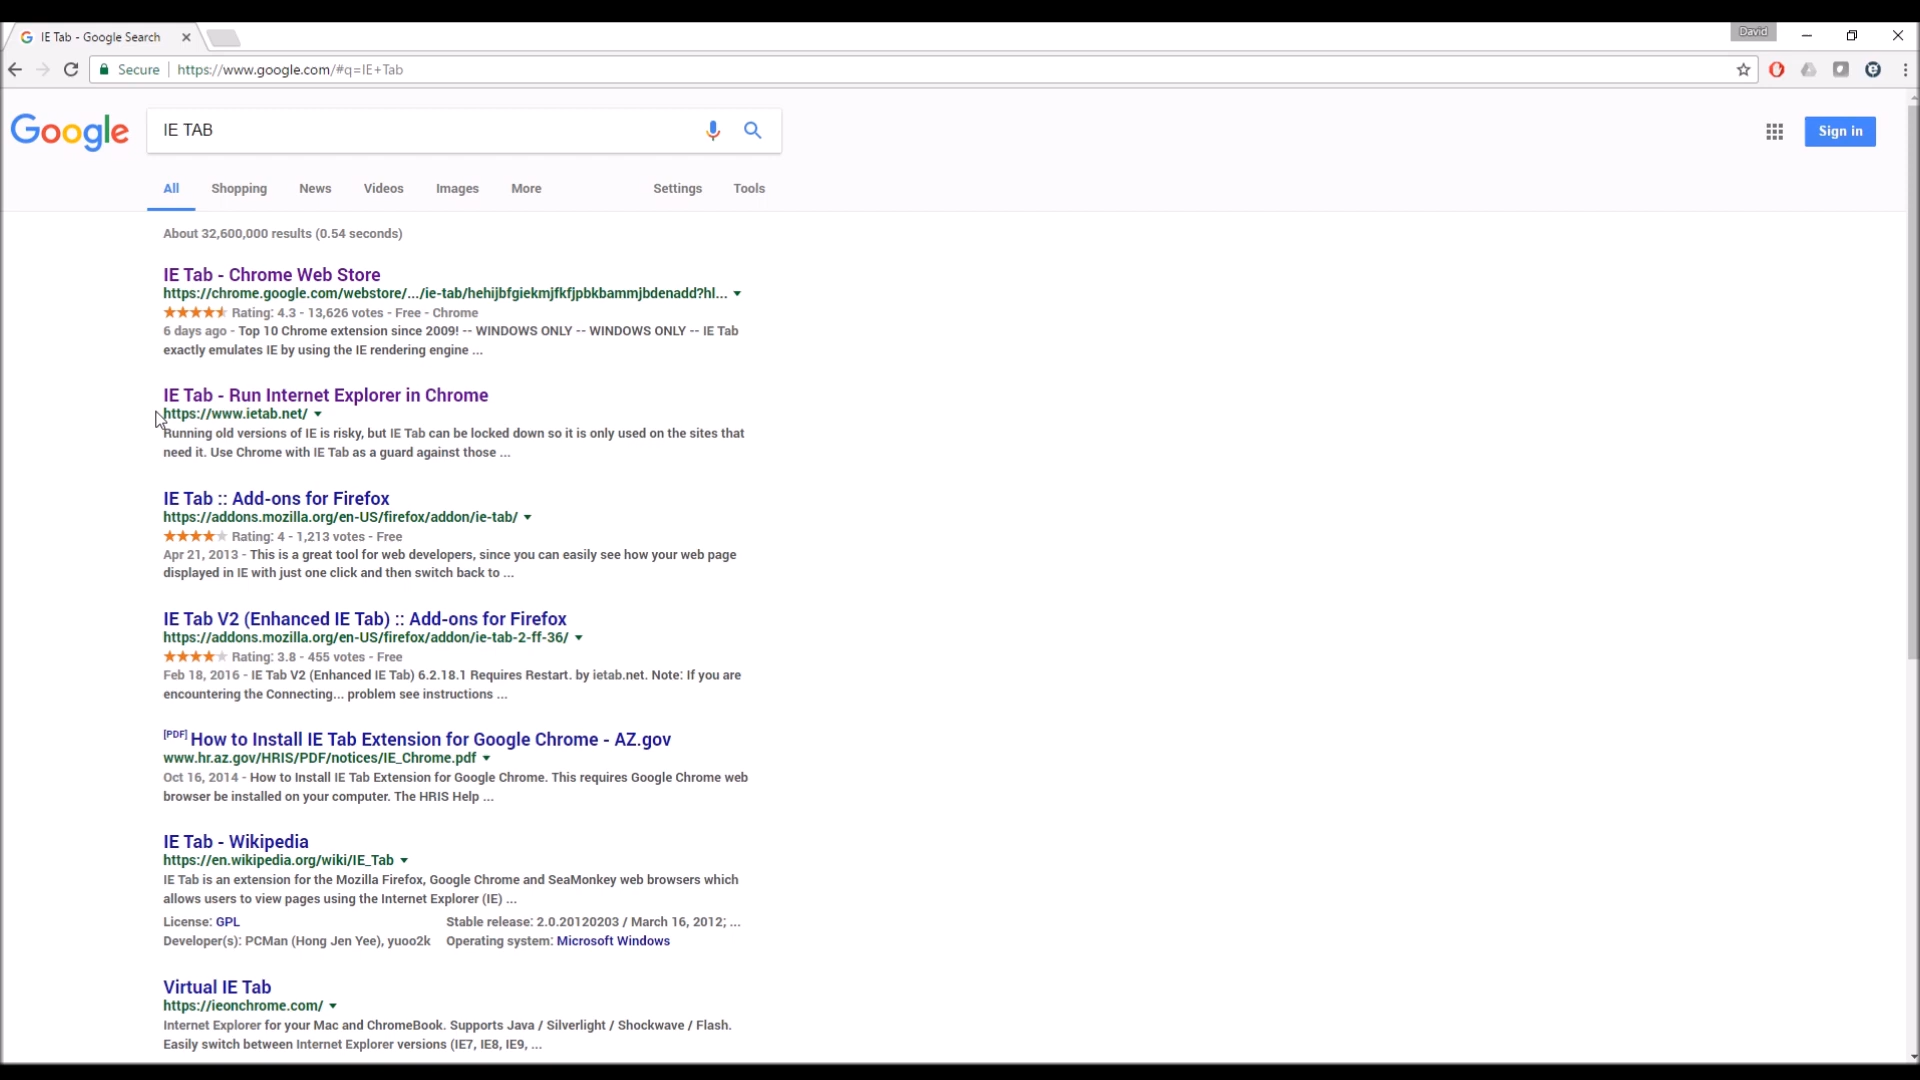 IE Tab - Google Search
David
Secure
https://www.google.com/#q=IE+Tab
Google
IE TAB
Sign in
All Shopping News Videos Images More Settings Tools
About 32,600,000 results (0.54 seconds)
IE Tab - Chrome Web Store
https://chrome.google.com/webstore/.../ie-tab/hehijbfgiekmjfkfjpbkbammjbdenadd?hl...
Rating: 4.3 - 13,626 votes - Free - Chrome
6 days ago - Top 10 Chrome extension since 2009! -- WINDOWS ONLY -- WINDOWS ONLY -- IE Tab
exactly emulates IE by using the IE rendering engine ...
IE Tab - Run Internet Explorer in Chrome
https://www.ietab.net/
Running old versions of IE is risky, but IE Tab can be locked down so it is only used on the sites that
need it. Use Chrome with IE Tab as a guard against those ...
IE Tab :: Add-ons for Firefox
https://addons.mozilla.org/en-US/firefox/addon/ie-tab/
Rating: 4 - 1,213 votes - Free
Apr 21, 2013 - This is a great tool for web developers, since you can easily see how your web page
displayed in IE with just one click and then switch back to ...
IE Tab V2 (Enhanced IE Tab) :: Add-ons for Firefox
https://addons.mozilla.org/en-US/firefox/addon/ie-tab-2-ff-36/
Rating: 3.8 - 455 votes - Free
Feb 18, 2016 - IE Tab V2 (Enhanced IE Tab) 6.2.18.1 Requires Restart. by ietab.net. Note: If you are
encountering the Connecting... problem see instructions ...
[PDF] How to Install IE Tab Extension for Google Chrome - AZ.gov
www.hr.az.gov/HRIS/PDF/notices/IE_Chrome.pdf
Oct 16, 2014 - How to Install IE Tab Extension for Google Chrome. This requires Google Chrome web
browser be installed on your computer. The HRIS Help ...
IE Tab - Wikipedia
https://en.wikipedia.org/wiki/IE_Tab
IE Tab is an extension for the Mozilla Firefox, Google Chrome and SeaMonkey web browsers which
allows users to view pages using the Internet Explorer (IE) ...
License: GPL Stable release: 2.0.20120203 / March 16, 2012; ...
Developer(s): PCMan (Hong Jen Yee), yuoo2k Operating system: Microsoft Windows
Virtual IE Tab
https://ieonchrome.com/
Internet Explorer for your Mac and ChromeBook. Supports Java / Silverlight / Shockwave / Flash.
Easily switch between Internet Explorer versions (IE7, IE8, IE9, ...